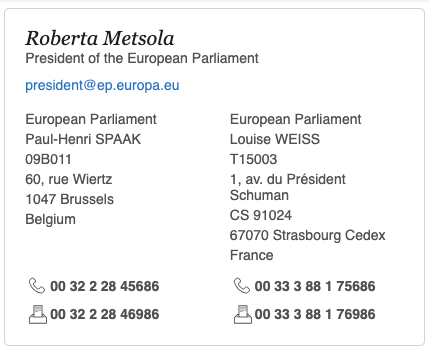 Roberta Metsola
President of the European Parliament
president@ep.europa.eu
European Parliament
Paul-Henri SPAAK
09B011
60, rue Wiertz
1047 Brussels
Belgium
00 32 2 28 45686
00 32 2 28 46986
European Parliament
Louise WEISS
T15003
1, av. du Président
Schuman
CS 91024
67070 Strasbourg Cedex
France
00 33 3 88 1 75686
00 33 3 88 1 76986